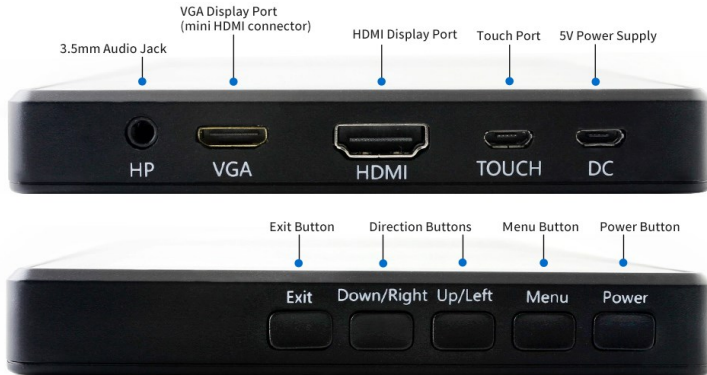 VGA Display Port
(mini HDMI connector)
3.5mm Audio Jack
HDMI Display Port
Touch Port
5V Power Supply
HP
VGA
HDMI
TOUCH
DC
Exit Button
Direction Buttons
Menu Button
Power Button
Exit
Down/Right
Up/Left
Menu
Power